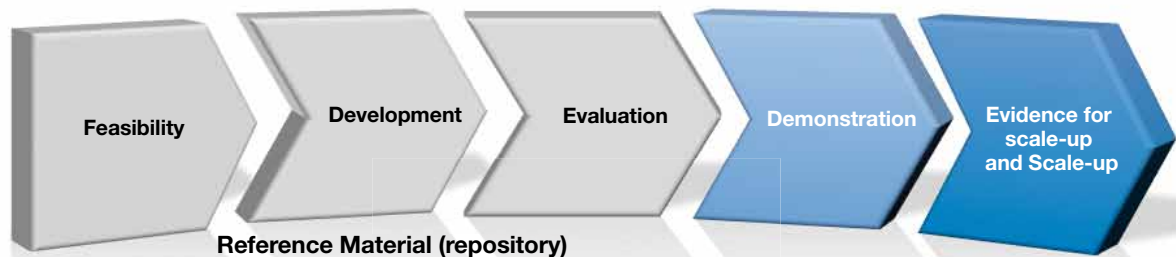 Feasibility
Development
Evaluation
Demonstration
Evidence for
scale-up
and Scale-up
Reference Material (repository)